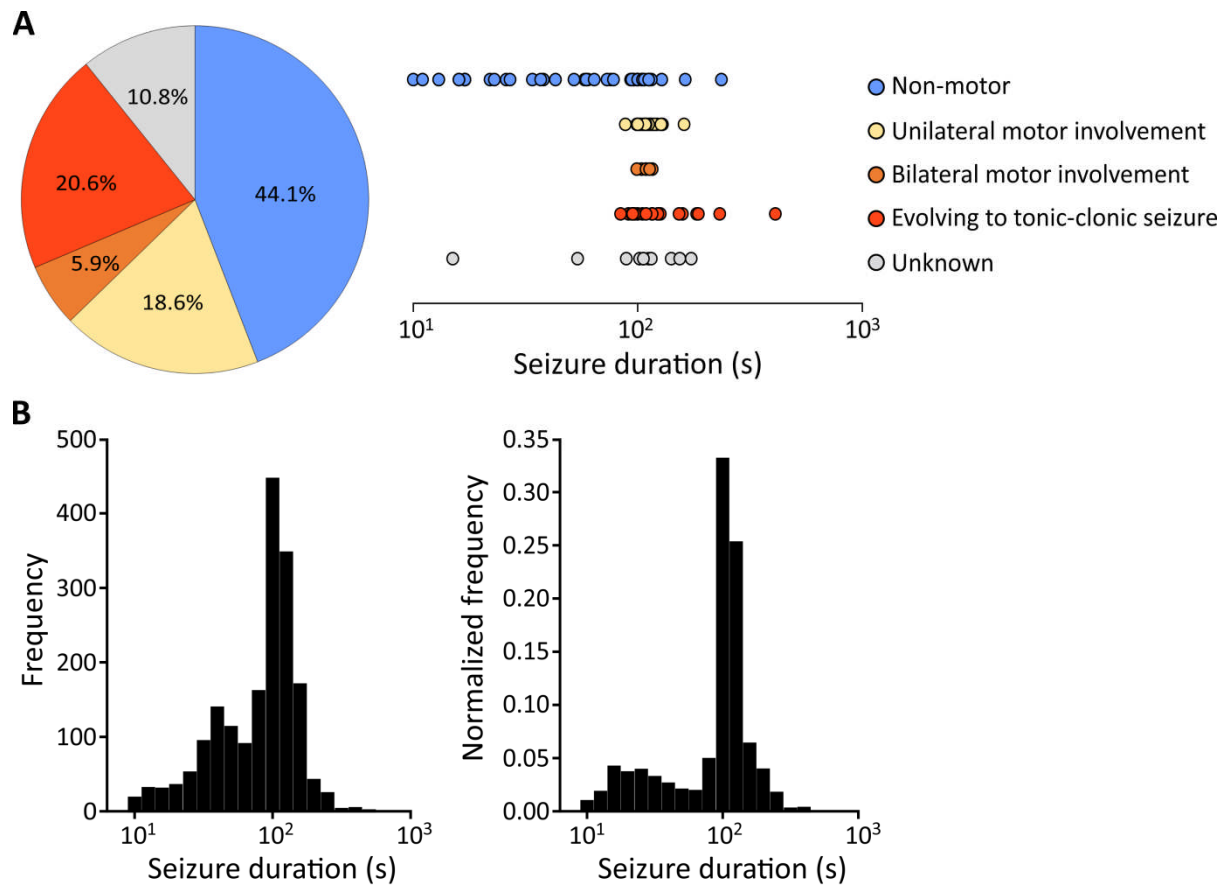 A
10.8%
20.6%
44.1%
5.9%
18.6%
Non-motor
Unilateral motor involvement
Bilateral motor involvement
Evolving to tonic-clonic seizure
Unknown
10¹ 10² 10³
Seizure duration (s)
B
500
400
300
200
100
0
Frequency
10¹ 10² 10³
Seizure duration (s)
0.35
0.30
0.25
0.20
0.15
0.10
0.05
0.00
Normalized frequency
10¹ 10² 10³
Seizure duration (s)